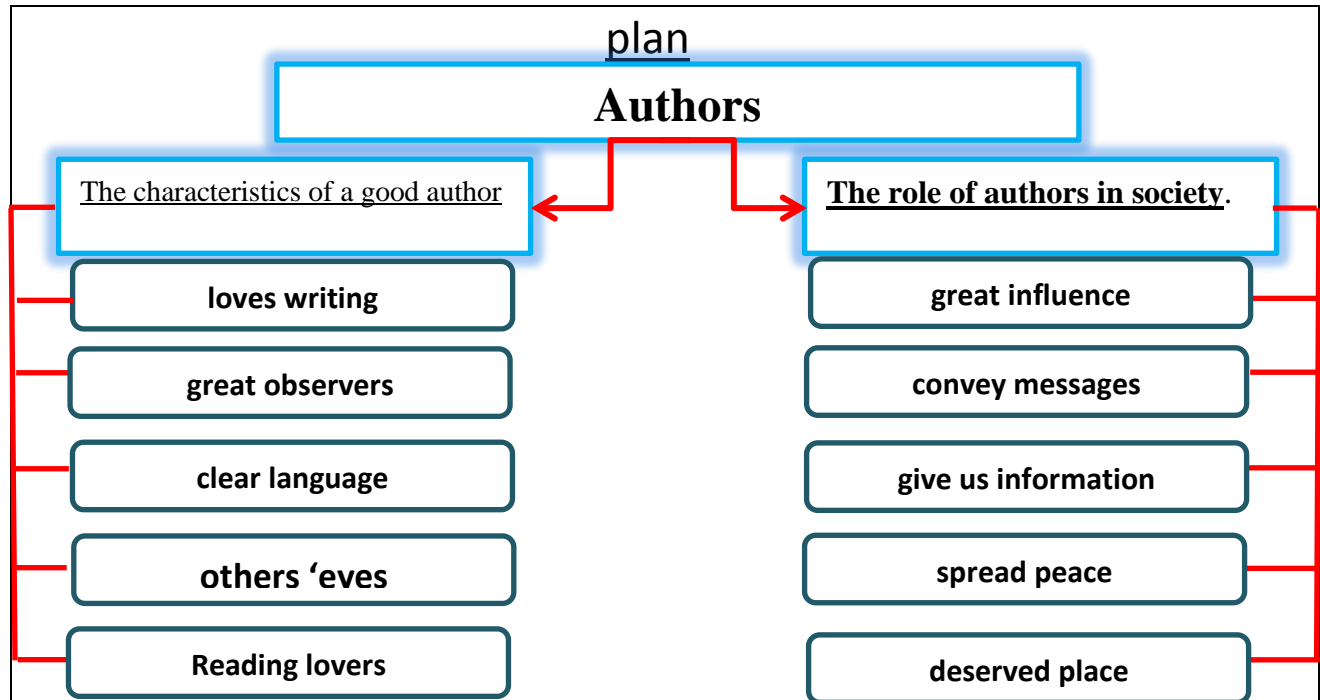 plan
Authors
The characteristics of a good author
loves writing
great observers
clear language
others ‘eyes
Reading lovers
The role of authors in society.
great influence
convey messages
give us information
spread peace
deserved place